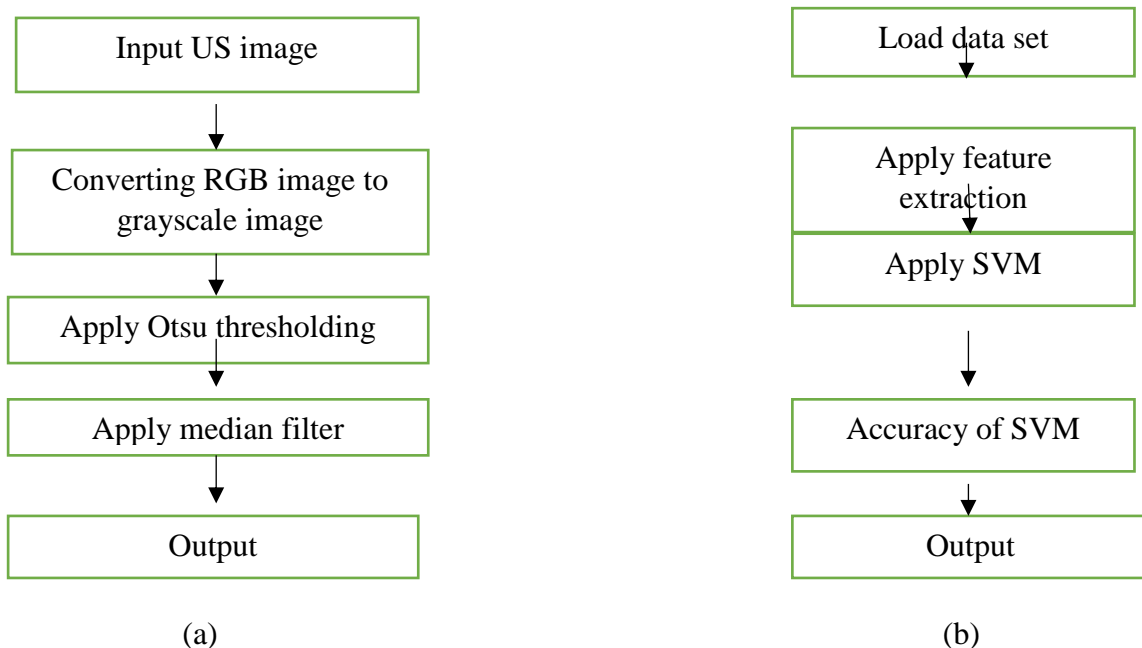 Input US image
Converting RGB image to
grayscale image
Apply Otsu thresholding
Apply median filter
Output
(a)
Load data set
Apply feature
extraction
Apply SVM
Accuracy of SVM
Output
(b)